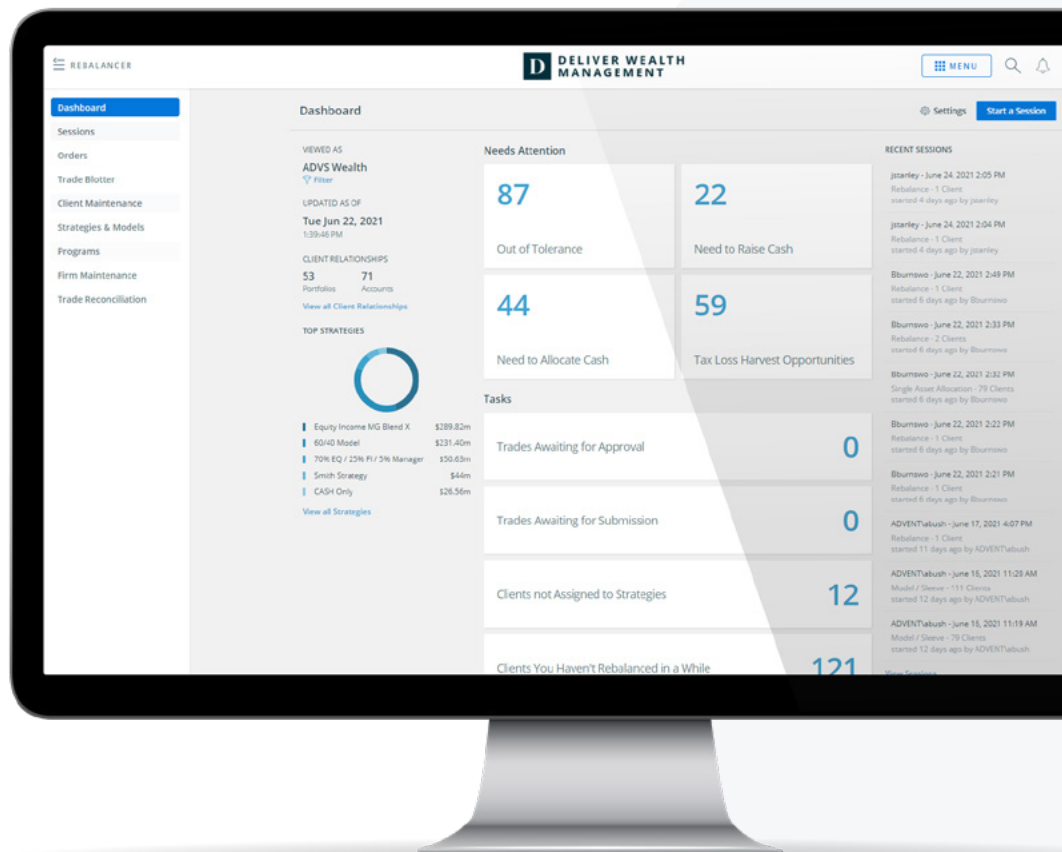 REBALANCER
D
DELIVER WEALTH
MANAGEMENT
MENU
Dashboard
Sessions
Orders
Trade Blotter
Client Maintenance
Strategies & Models
Programs
Firm Maintenance
Trade Reconciliation
Dashboard
Settings
Start a Session
VIEWED AS
ADVS Wealth
Filter
UPDATED AS OF
Tue Jun 22, 2021
1:39:46 PM
CLIENT RELATIONSHIPS
53 71
Portfolios Accounts
View all Client Relationships
TOP STRATEGIES
Equity Income MG Blend X $289.82m
60/40 Model $231.40m
70% EQ / 25% FI / 5% Manager $50.63m
Smith Strategy $44m
CASH Only $26.56m
View all Strategies
Needs Attention
87
Out of Tolerance
22
Need to Raise Cash
44
Need to Allocate Cash
59
Tax Loss Harvest Opportunities
Tasks
Trades Awaiting for Approval 0
Trades Awaiting for Submission 0
Clients not Assigned to Strategies 12
Clients You Haven't Rebalanced in a While 121
RECENT SESSIONS
jstanley - June 24, 2021 2:05 PM
Rebalance - 1 Client
started 4 days ago by jstanley
jstanley - June 24, 2021 2:04 PM
Rebalance - 1 Client
started 4 days ago by jstanley
Bburnswo - June 22, 2021 2:49 PM
Rebalance - 1 Client
started 6 days ago by Bburnswo
Bburnswo - June 22, 2021 2:33 PM
Rebalance - 2 Clients
started 6 days ago by Bburnswo
Bburnswo - June 22, 2021 2:32 PM
Single Asset Allocation - 79 Clients
started 6 days ago by Bburnswo
Bburnswo - June 22, 2021 2:22 PM
Rebalance - 1 Client
started 6 days ago by Bburnswo
Bburnswo - June 22, 2021 2:21 PM
Rebalance - 1 Client
started 6 days ago by Bburnswo
ADVENT\abush - June 17, 2021 4:07 PM
Rebalance - 1 Client
started 11 days ago by ADVENT\abush
ADVENT\abush - June 16, 2021 11:28 AM
Model / Sleeve - 111 Clients
started 12 days ago by ADVENT\abush
ADVENT\abush - June 16, 2021 11:19 AM
Model / Sleeve - 79 Clients
started 12 days ago by ADVENT\abush
View Sessions